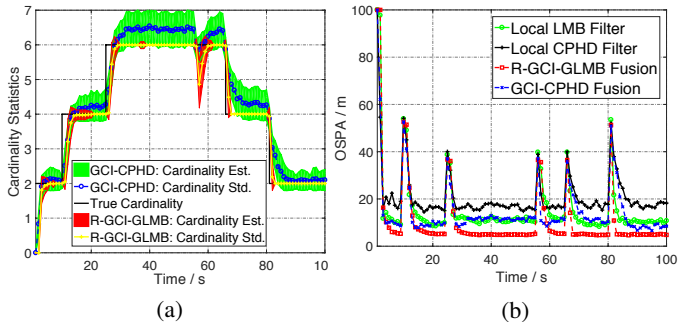 7
6
5
4
3
2
1
0
Cardinality Statistics
GCI-CPHD: Cardinality Est.
GCI-CPHD: Cardinality Std.
True Cardinality
R-GCI-GLMB: Cardinality Est.
R-GCI-GLMB: Cardinality Std.
20 40 60 80 100
Time / s
(a)
100
80
60
40
20
0
OSPA / m
Local LMB Filter
Local CPHD Filter
R-GCI-GLMB Fusion
GCI-CPHD Fusion
0 20 40 60 80 100
Time / s
(b)